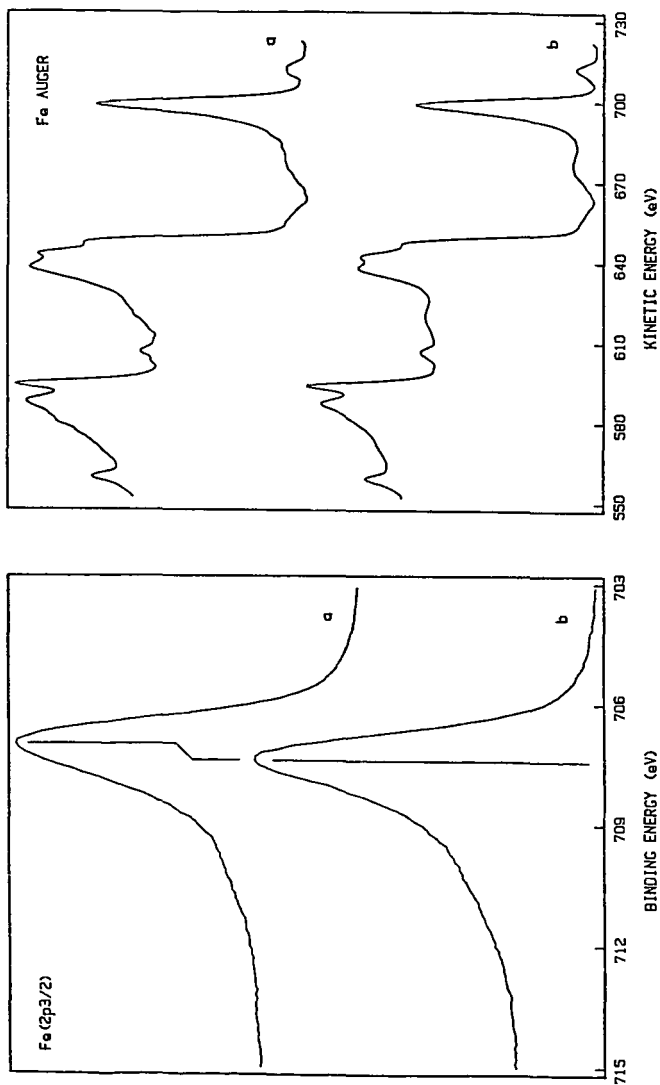 Fe(2p3/2)
a
b
715 712 709 706 703
BINDING ENERGY (eV)
Fe AUGER
a
b
550 580 610 640 670 700 730
KINETIC ENERGY (eV)